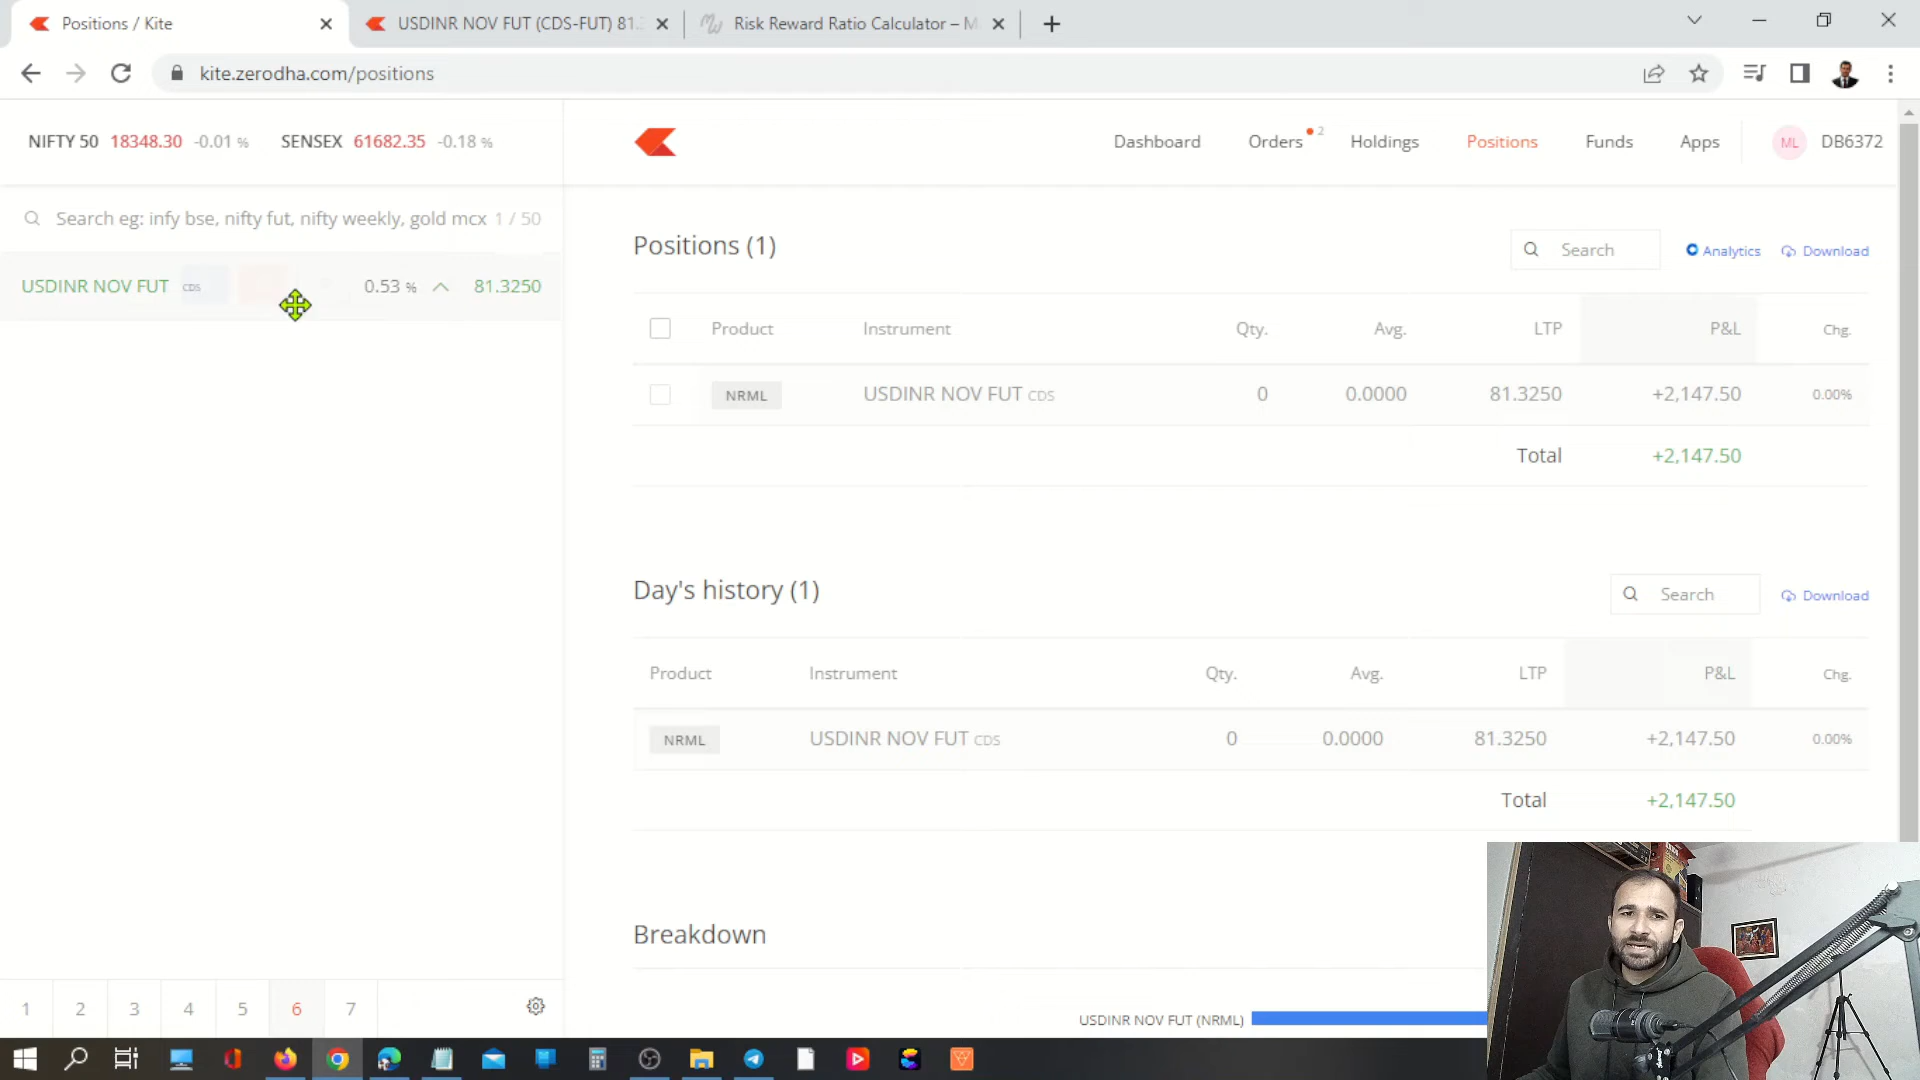 Positions / Kite
USDINR NOV FUT (CDS-FUT) 81.
Risk Reward Ratio Calculator – M
kite.zerodha.com/positions
NIFTY 50 18348.30 -0.01 %
SENSEX 61682.35 -0.18 %
Dashboard
Orders 2
Holdings
Positions
Funds
Apps
ML DB6372
Search eg: infy bse, nifty fut, nifty weekly, gold mcx 1 / 50
USDINR NOV FUT CDS 0.53 % 81.3250
Positions (1)
Search
Analytics
Download
Product Instrument Qty. Avg. LTP P&L Chg.
NRML USDINR NOV FUT CDS 0 0.0000 81.3250 +2,147.50 0.00%
Total +2,147.50
Day's history (1)
Search
Download
Product Instrument Qty. Avg. LTP P&L Chg.
NRML USDINR NOV FUT CDS 0 0.0000 81.3250 +2,147.50 0.00%
Total +2,147.50
Breakdown
USDINR NOV FUT (NRML)
1 2 3 4 5 6 7